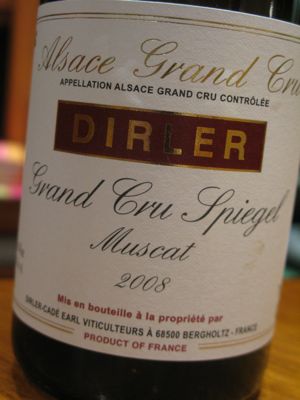 Alsace Grand Cru
APPELLATION ALSACE GRAND CRU CONTRÔLÉE
DIRLER
Grand Cru Spiegel
Muscat
2008
Mis en bouteille à la propriété par
DIRLER-CADÉ EARL VITICULTEURS À 68500 BERGHOLTZ - FRANCE
PRODUCT OF FRANCE